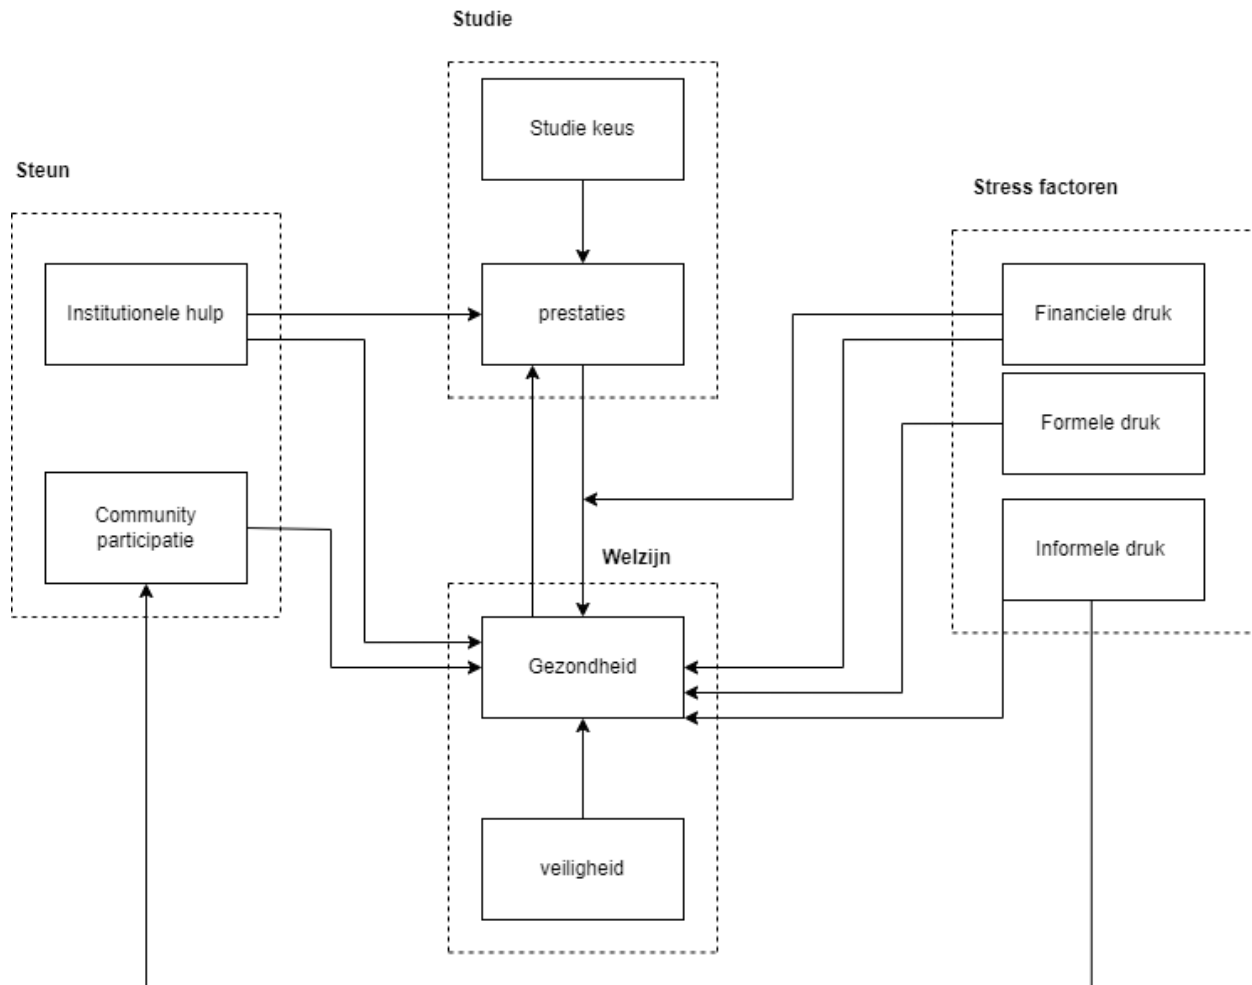 Studie
Studie keus
prestaties
Steun
Institutionele hulp
Community
participatie
Stress factoren
Financiele druk
Formele druk
Informele druk
Welzijn
Gezondheid
veiligheid